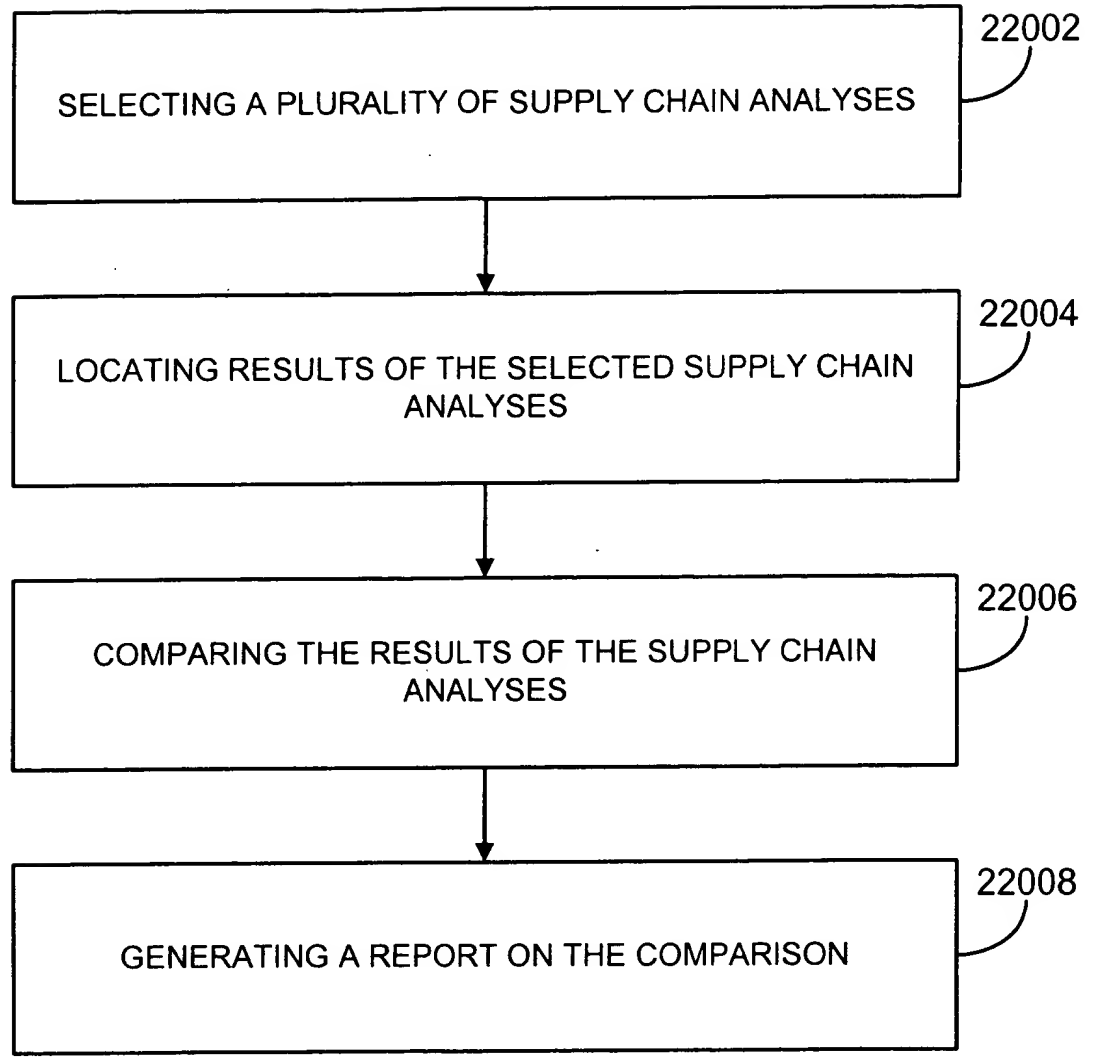 22002
SELECTING A PLURALITY OF SUPPLY CHAIN ANALYSES
22004
LOCATING RESULTS OF THE SELECTED SUPPLY CHAIN
ANALYSES
22006
COMPARING THE RESULTS OF THE SUPPLY CHAIN
ANALYSES
22008
GENERATING A REPORT ON THE COMPARISON